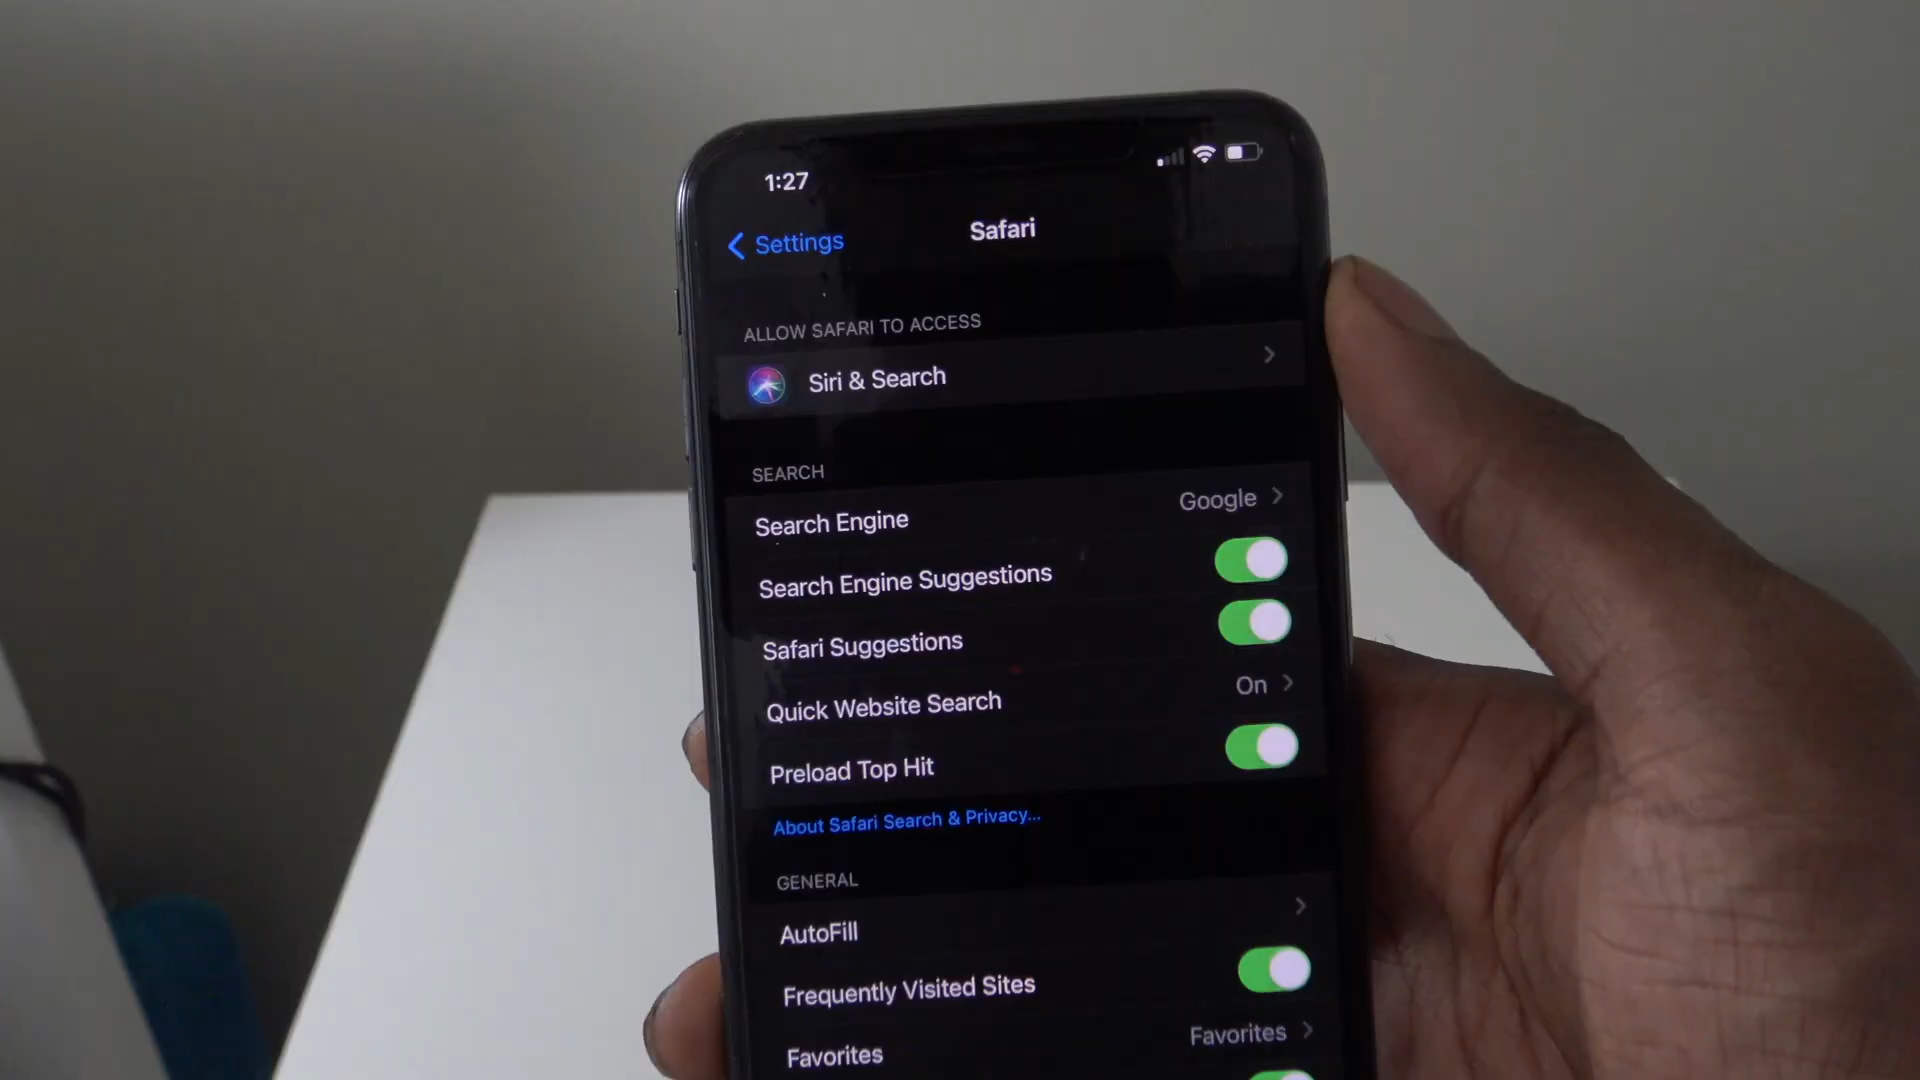 1:27
Settings
Safari
ALLOW SAFARI TO ACCESS
Siri & Search
SEARCH
Search Engine
Google
Search Engine Suggestions
Safari Suggestions
Quick Website Search
On
Preload Top Hit
About Safari Search & Privacy...
GENERAL
AutoFill
Frequently Visited Sites
Favorites
Favorites